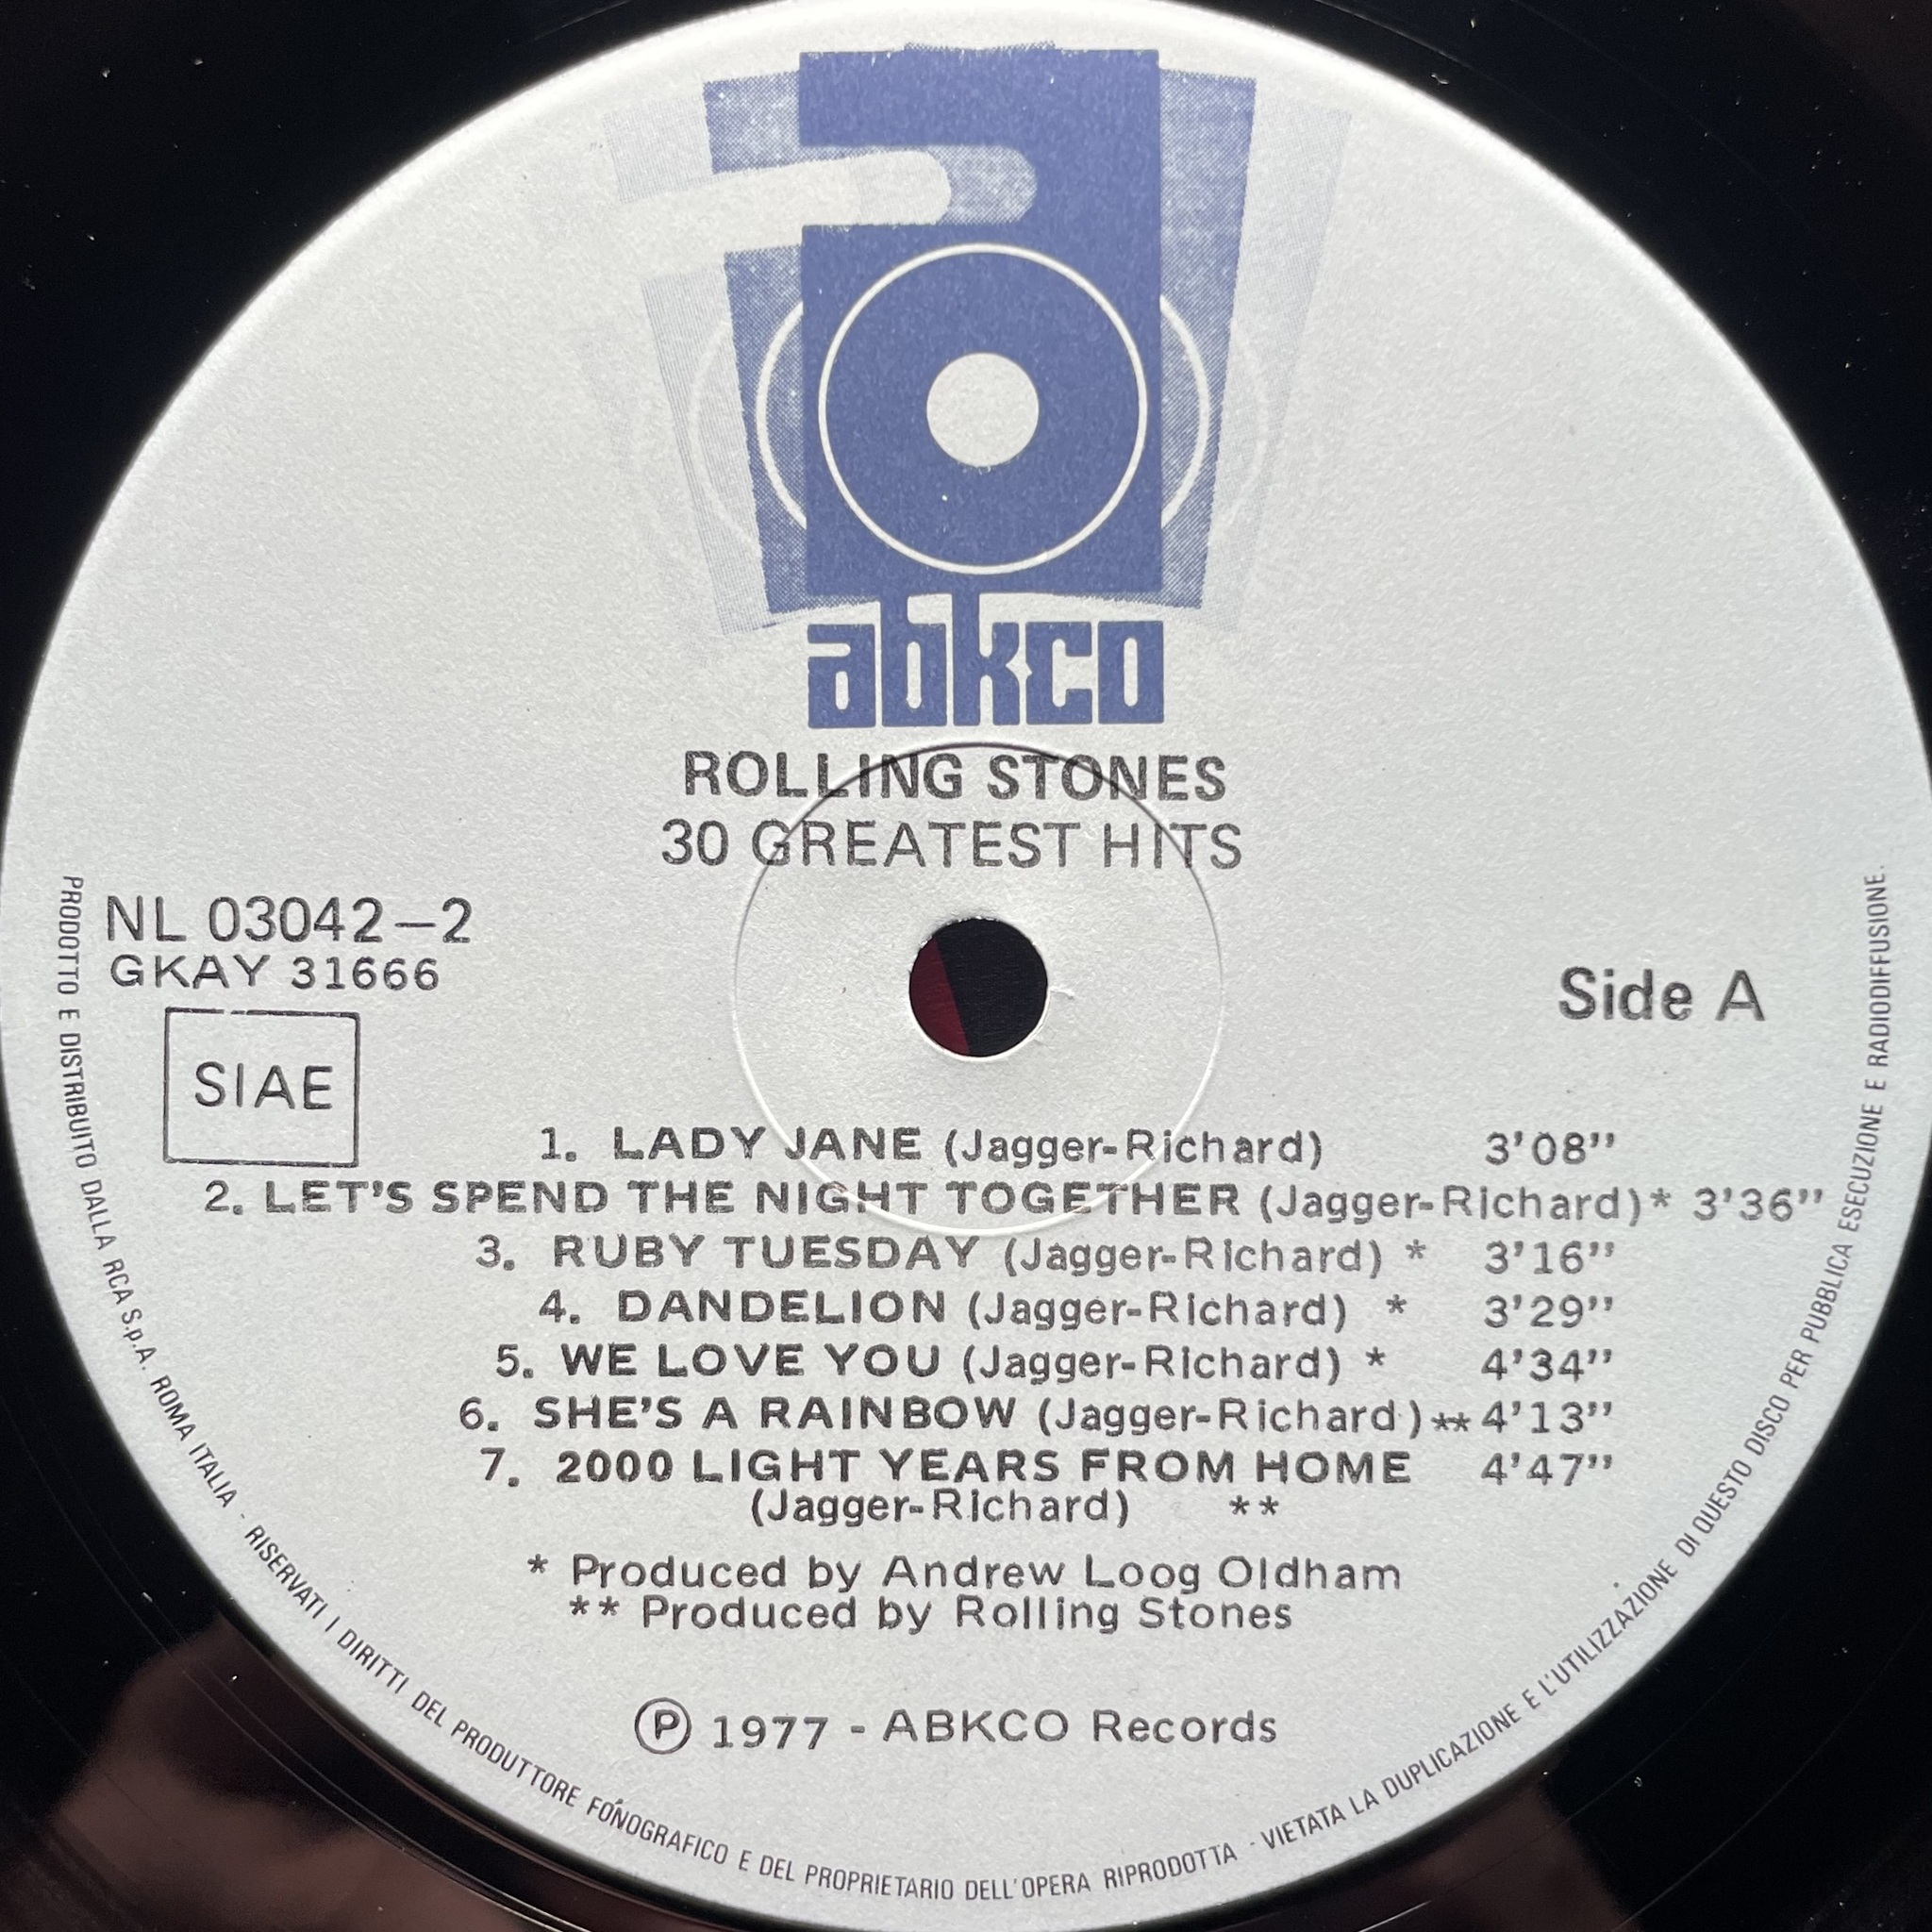 abkco
ROLLING STONES
30 GREATEST HITS
NL 03042-2
GKAY 31666
SIAE
Side A
1. LADY JANE (Jagger-Richard) 3'08''
2. LET'S SPEND THE NIGHT TOGETHER (Jagger-Richard)* 3'36''
3. RUBY TUESDAY (Jagger-Richard) * 3'16''
4. DANDELION (Jagger-Richard) * 3'29''
5. WE LOVE YOU (Jagger-Richard) * 4'34''
6. SHE'S A RAINBOW (Jagger-Richard)** 4'13''
7. 2000 LIGHT YEARS FROM HOME 4'47''
(Jagger-Richard) **
* Produced by Andrew Loog Oldham
** Produced by Rolling Stones
Ⓟ 1977 - ABKCO Records
PRODOTTO E DISTRIBUITO DALLA RCA S.p.A. ROMA ITALIA - RISERVATI I DIRITTI DEL PRODUTTORE FONOGRAFICO E DEL PROPRIETARIO DELL'OPERA RIPRODOTTA - VIETATA LA DUPLICAZIONE E L'UTILIZZAZIONE DI QUESTO DISCO PER PUBBLICA ESECUZIONE E RADIODIFFUSIONE.